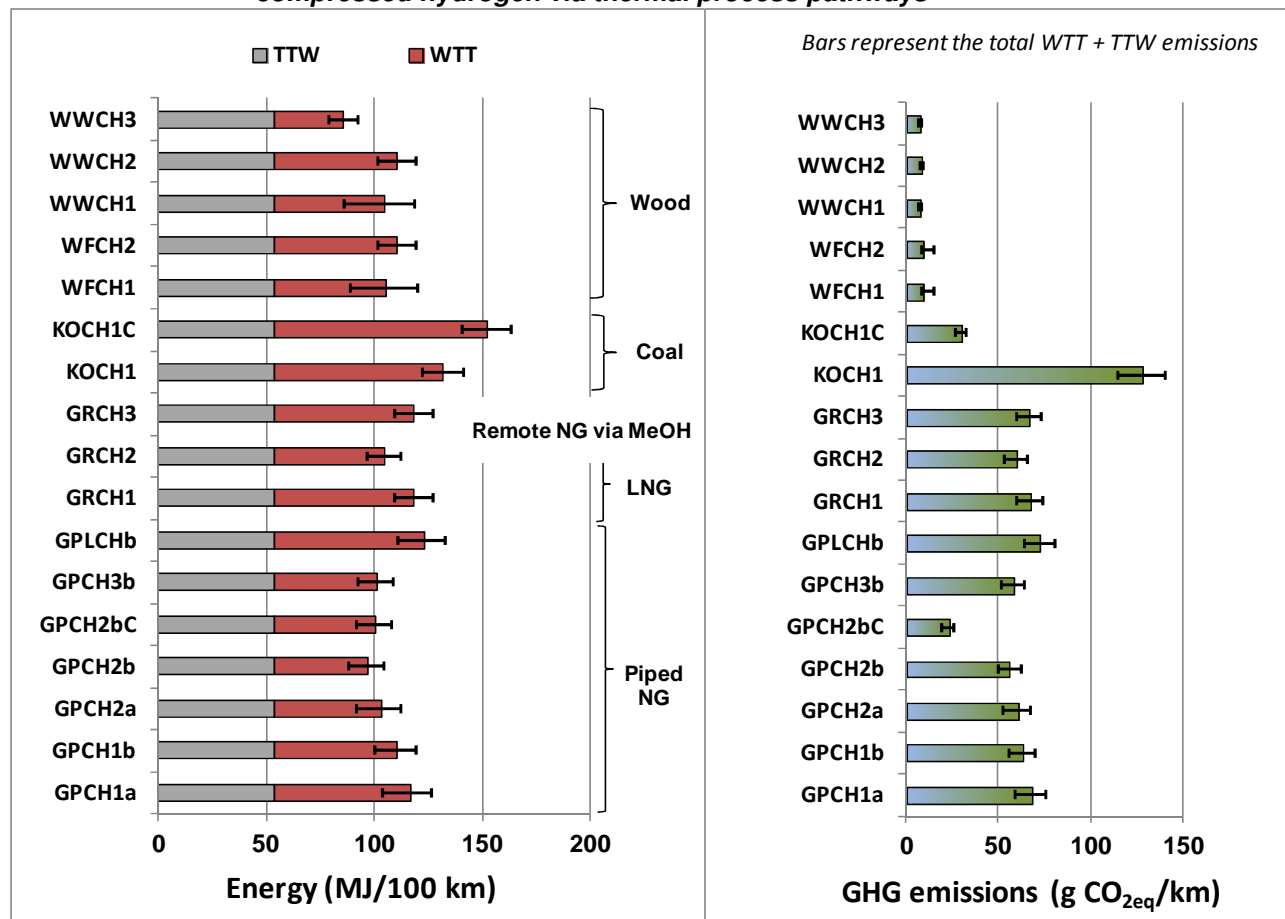 compressed hydrogen via thermal process pathways
TTW WTT
WWCH3
WWCH2
WWCH1
WFCH2
WFCH1
KOCH1C
KOCH1
GRCH3
GRCH2
GRCH1
GPLCHb
GPCH3b
GPCH2bC
GPCH2b
GPCH2a
GPCH1b
GPCH1a
Wood
Coal
Remote NG via MeOH
LNG
Piped
NG
0 50 100 150 200
Energy (MJ/100 km)
Bars represent the total WTT + TTW emissions
WWCH3
WWCH2
WWCH1
WFCH2
WFCH1
KOCH1C
KOCH1
GRCH3
GRCH2
GRCH1
GPLCHb
GPCH3b
GPCH2bC
GPCH2b
GPCH2a
GPCH1b
GPCH1a
0 50 100 150
GHG emissions (g CO2eq/km)